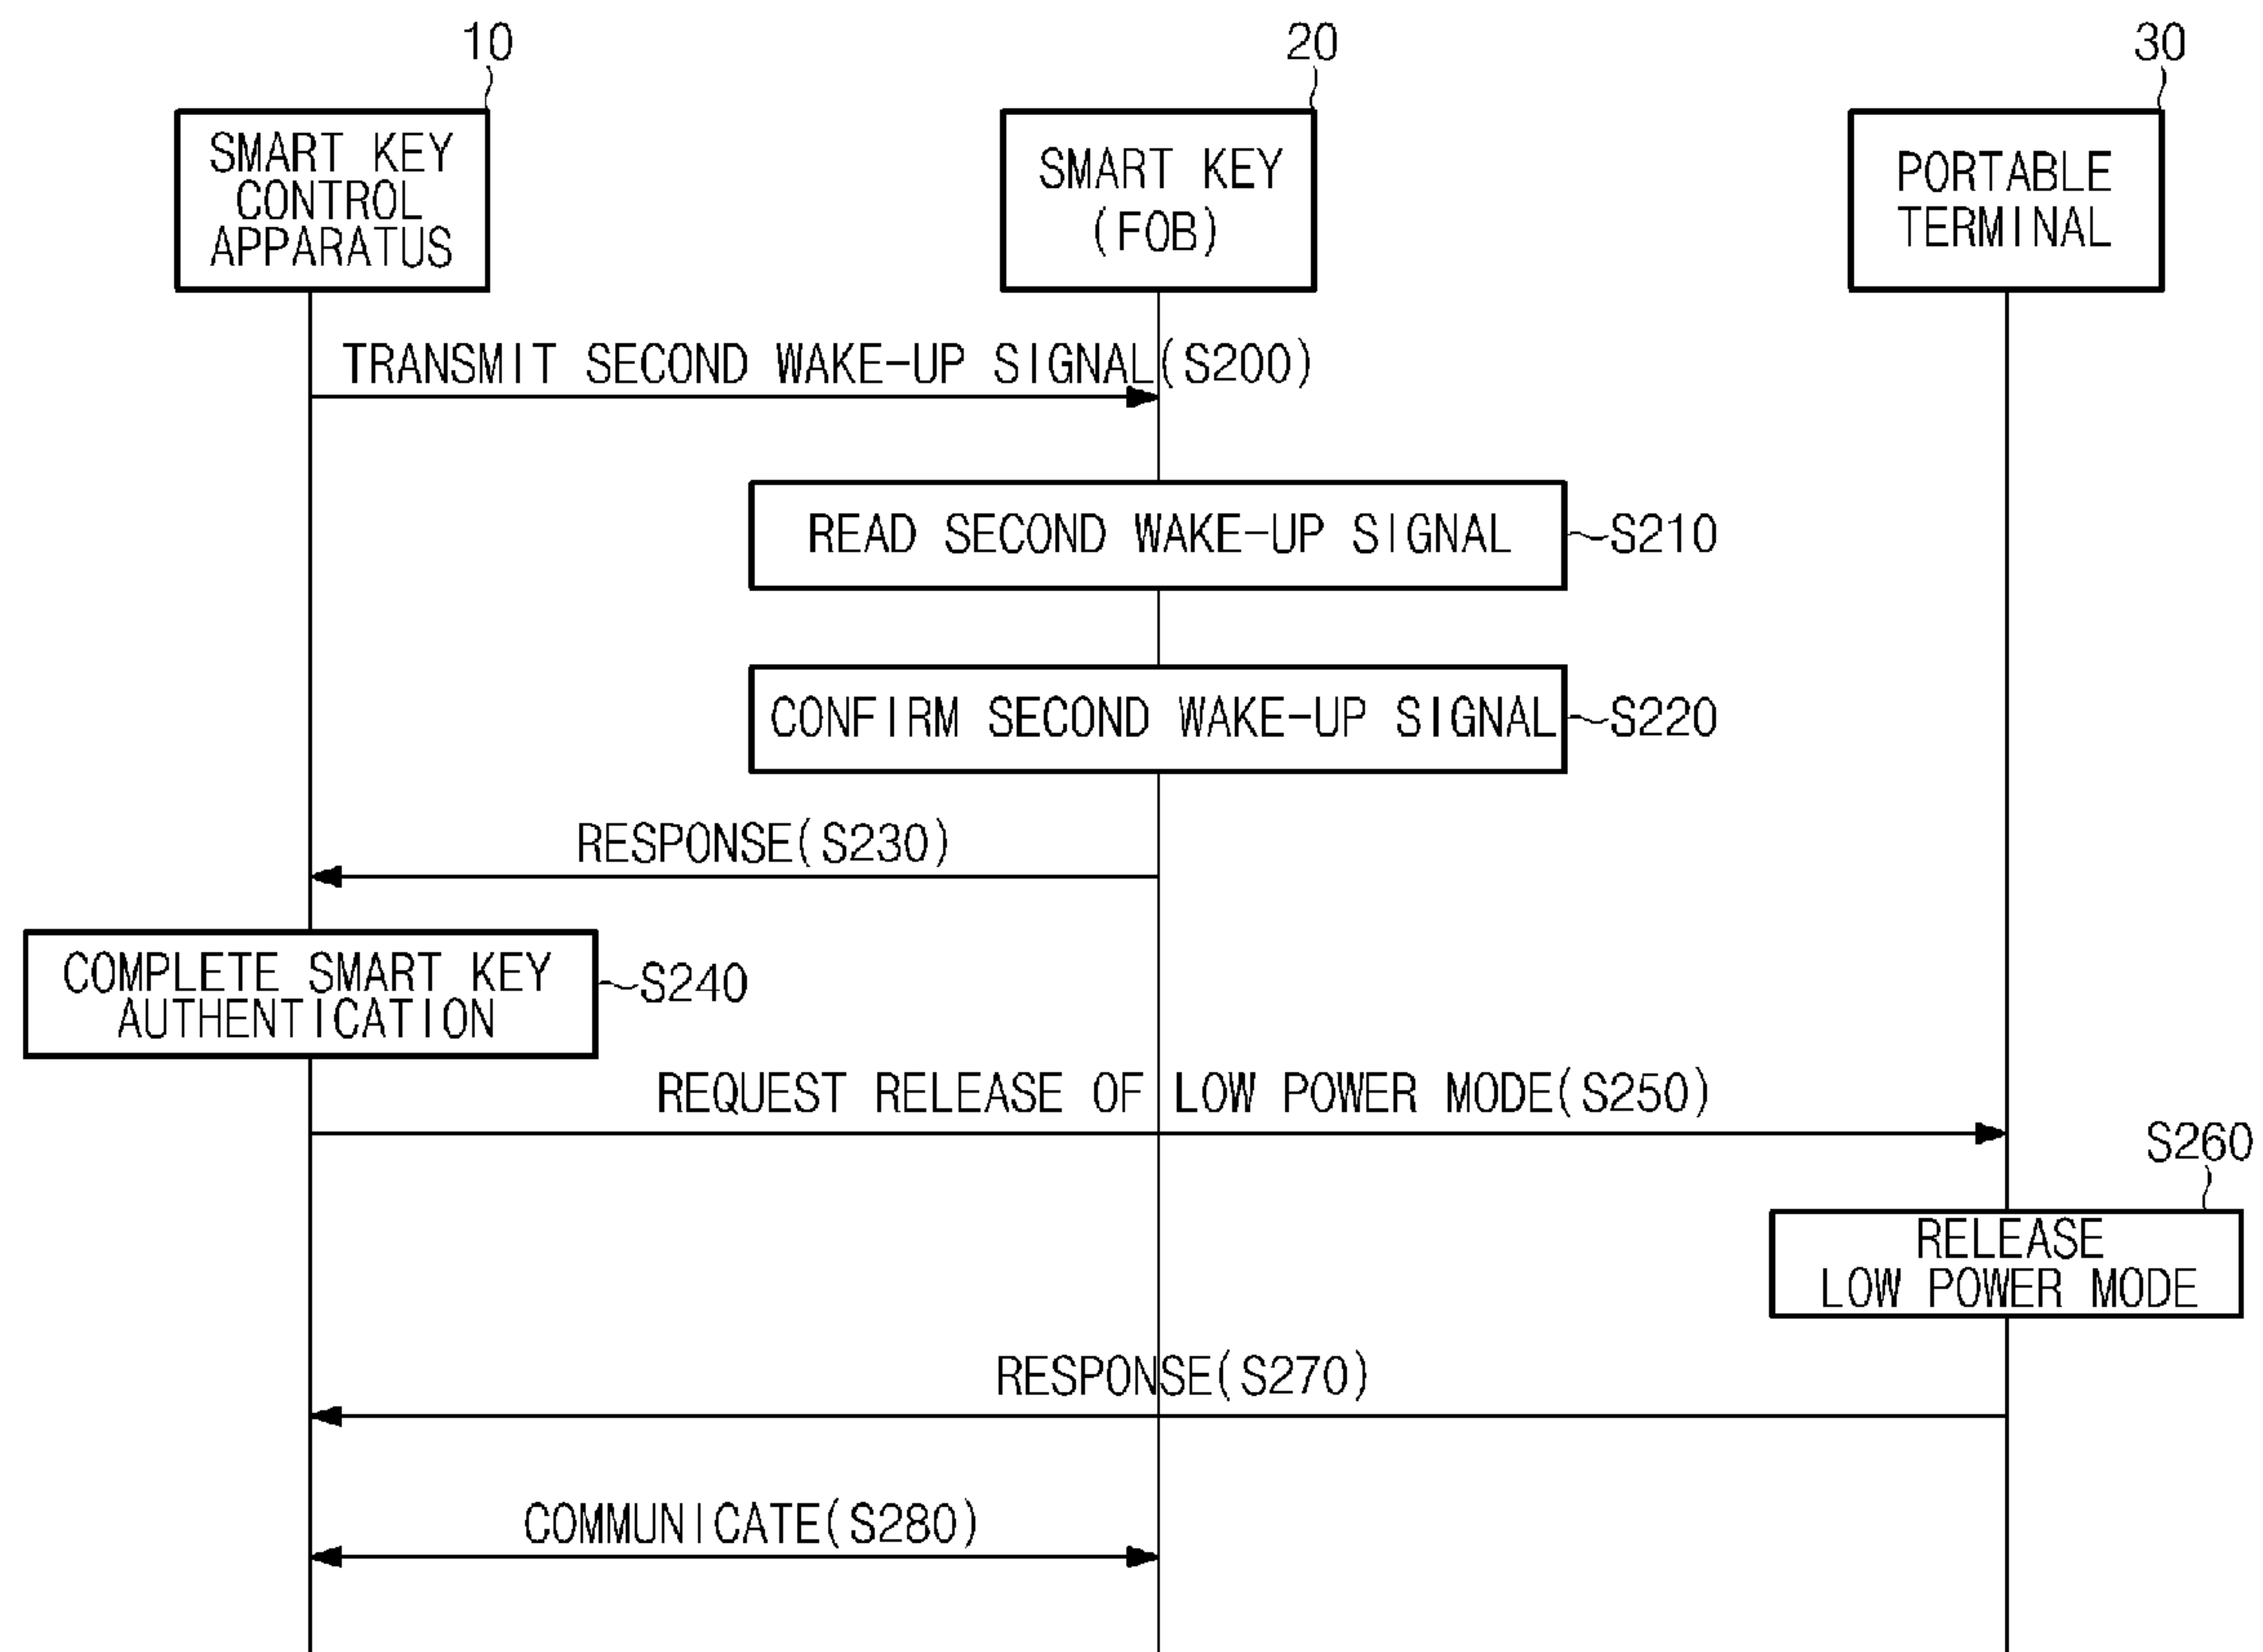 10
20
30
SMART KEY
CONTROL
APPARATUS
SMART KEY
(FOB)
PORTABLE
TERMINAL
TRANSMIT SECOND WAKE-UP SIGNAL(S200)
READ SECOND WAKE-UP SIGNAL
S210
CONFIRM SECOND WAKE-UP SIGNAL
S220
RESPONSE(S230)
COMPLETE SMART KEY
AUTHENTICATION
S240
REQUEST RELEASE OF LOW POWER MODE(S250)
S260
RELEASE
LOW POWER MODE
RESPONSE(S270)
COMMUNICATE(S280)